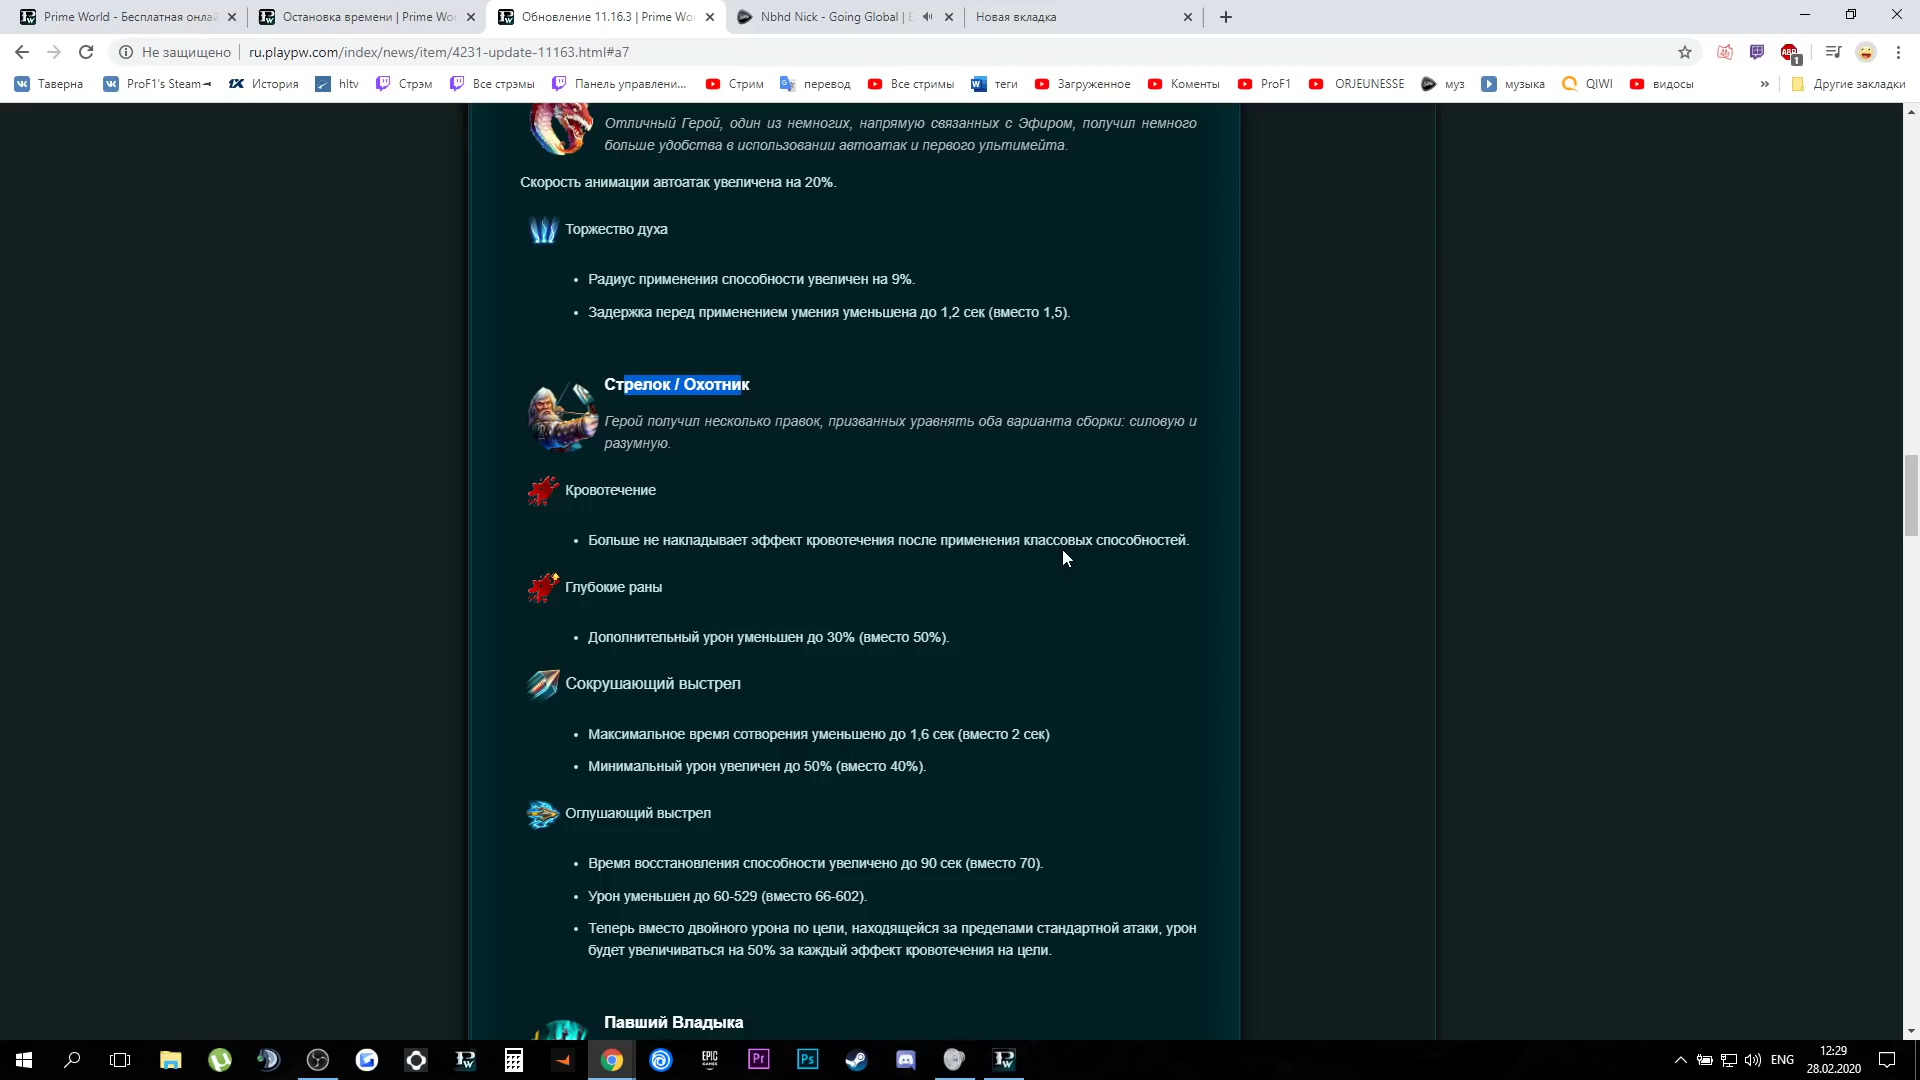 Prime World - Бесплатная онлай
Остановка времени | Prime Wo
Обновление 11.16.3 | Prime Wo
Nbhd Nick - Going Global |
Новая вкладка
Не защищено
ru.playpw.com/index/news/item/4231-update-11163.html#a7
ABP
1
Таверна
ProF1's Steam
История
hltv
Стрэм
Все стрэмы
Панель управлени...
Стрим
перевод
Все стримы
теги
Загруженное
Коменты
ProF1
ORJEUNESSE
муз
музыка
QIWI
видосы
»
Другие закладки
Отличный Герой, один из немногих, напрямую связанных с Эфиром, получил немного
больше удобства в использовании автоатак и первого ультимейта.
Скорость анимации автоатак увеличена на 20%.
Торжество духа
• Радиус применения способности увеличен на 9%.
• Задержка перед применением умения уменьшена до 1,2 сек (вместо 1,5).
Стрелок / Охотник
Герой получил несколько правок, призванных уравнять оба варианта сборки: силовую и
разумную.
Кровотечение
• Больше не накладывает эффект кровотечения после применения классовых способностей.
Глубокие раны
• Дополнительный урон уменьшен до 30% (вместо 50%).
Сокрушающий выстрел
• Максимальное время сотворения уменьшено до 1,6 сек (вместо 2 сек)
• Минимальный урон увеличен до 50% (вместо 40%).
Оглушающий выстрел
• Время восстановления способности увеличено до 90 сек (вместо 70).
• Урон уменьшен до 60-529 (вместо 66-602).
• Теперь вместо двойного урона по цели, находящейся за пределами стандартной атаки, урон
будет увеличиваться на 50% за каждый эффект кровотечения на цели.
Павший Владыка
EPIC
GAMES
Pr
Ps
ENG
12:29
28.02.2020